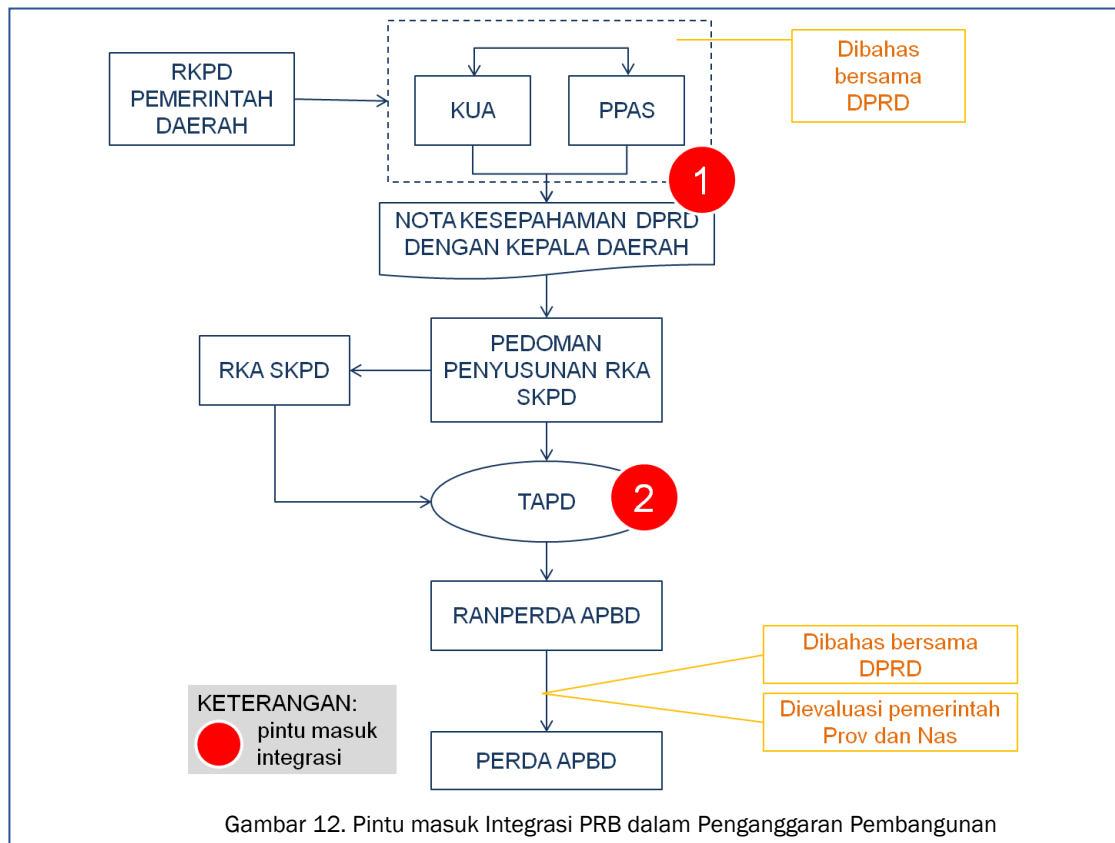 RKPD
PEMERINTAH
DAERAH
KUA
PPAS
Dibahas
bersama
DPRD
1
NOTA KESEPAHAMAN DPRD
DENGAN KEPALA DAERAH
RKA SKPD
PEDOMAN
PENYUSUNAN RKA
SKPD
TAPD
2
RANPERDA APBD
Dibahas bersama
DPRD
Dievaluasi pemerintah
Prov dan Nas
KETERANGAN:
pintu masuk
integrasi
PERDA APBD
Gambar 12. Pintu masuk Integrasi PRB dalam Penganggaran Pembangunan